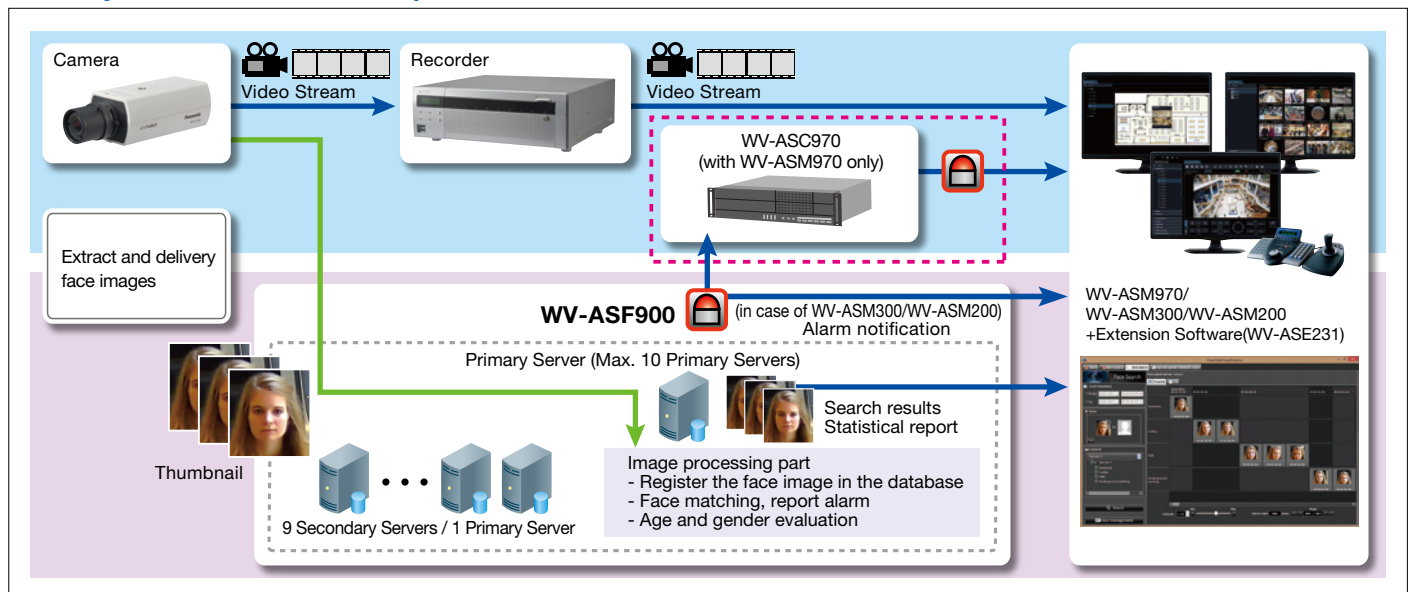 Camera
Video Stream
Recorder
Video Stream
WV-ASC970
(with WV-ASM970 only)
Extract and delivery
face images
WV-ASF900
(in case of WV-ASM300/WV-ASM200)
Alarm notification
WV-ASM970/
WV-ASM300/WV-ASM200
+Extension Software(WV-ASE231)
Primary Server (Max. 10 Primary Servers)
Search results
Statistical report
Thumbnail
Image processing part
- Register the face image in the database
- Face matching, report alarm
- Age and gender evaluation
9 Secondary Servers / 1 Primary Server
Face Search